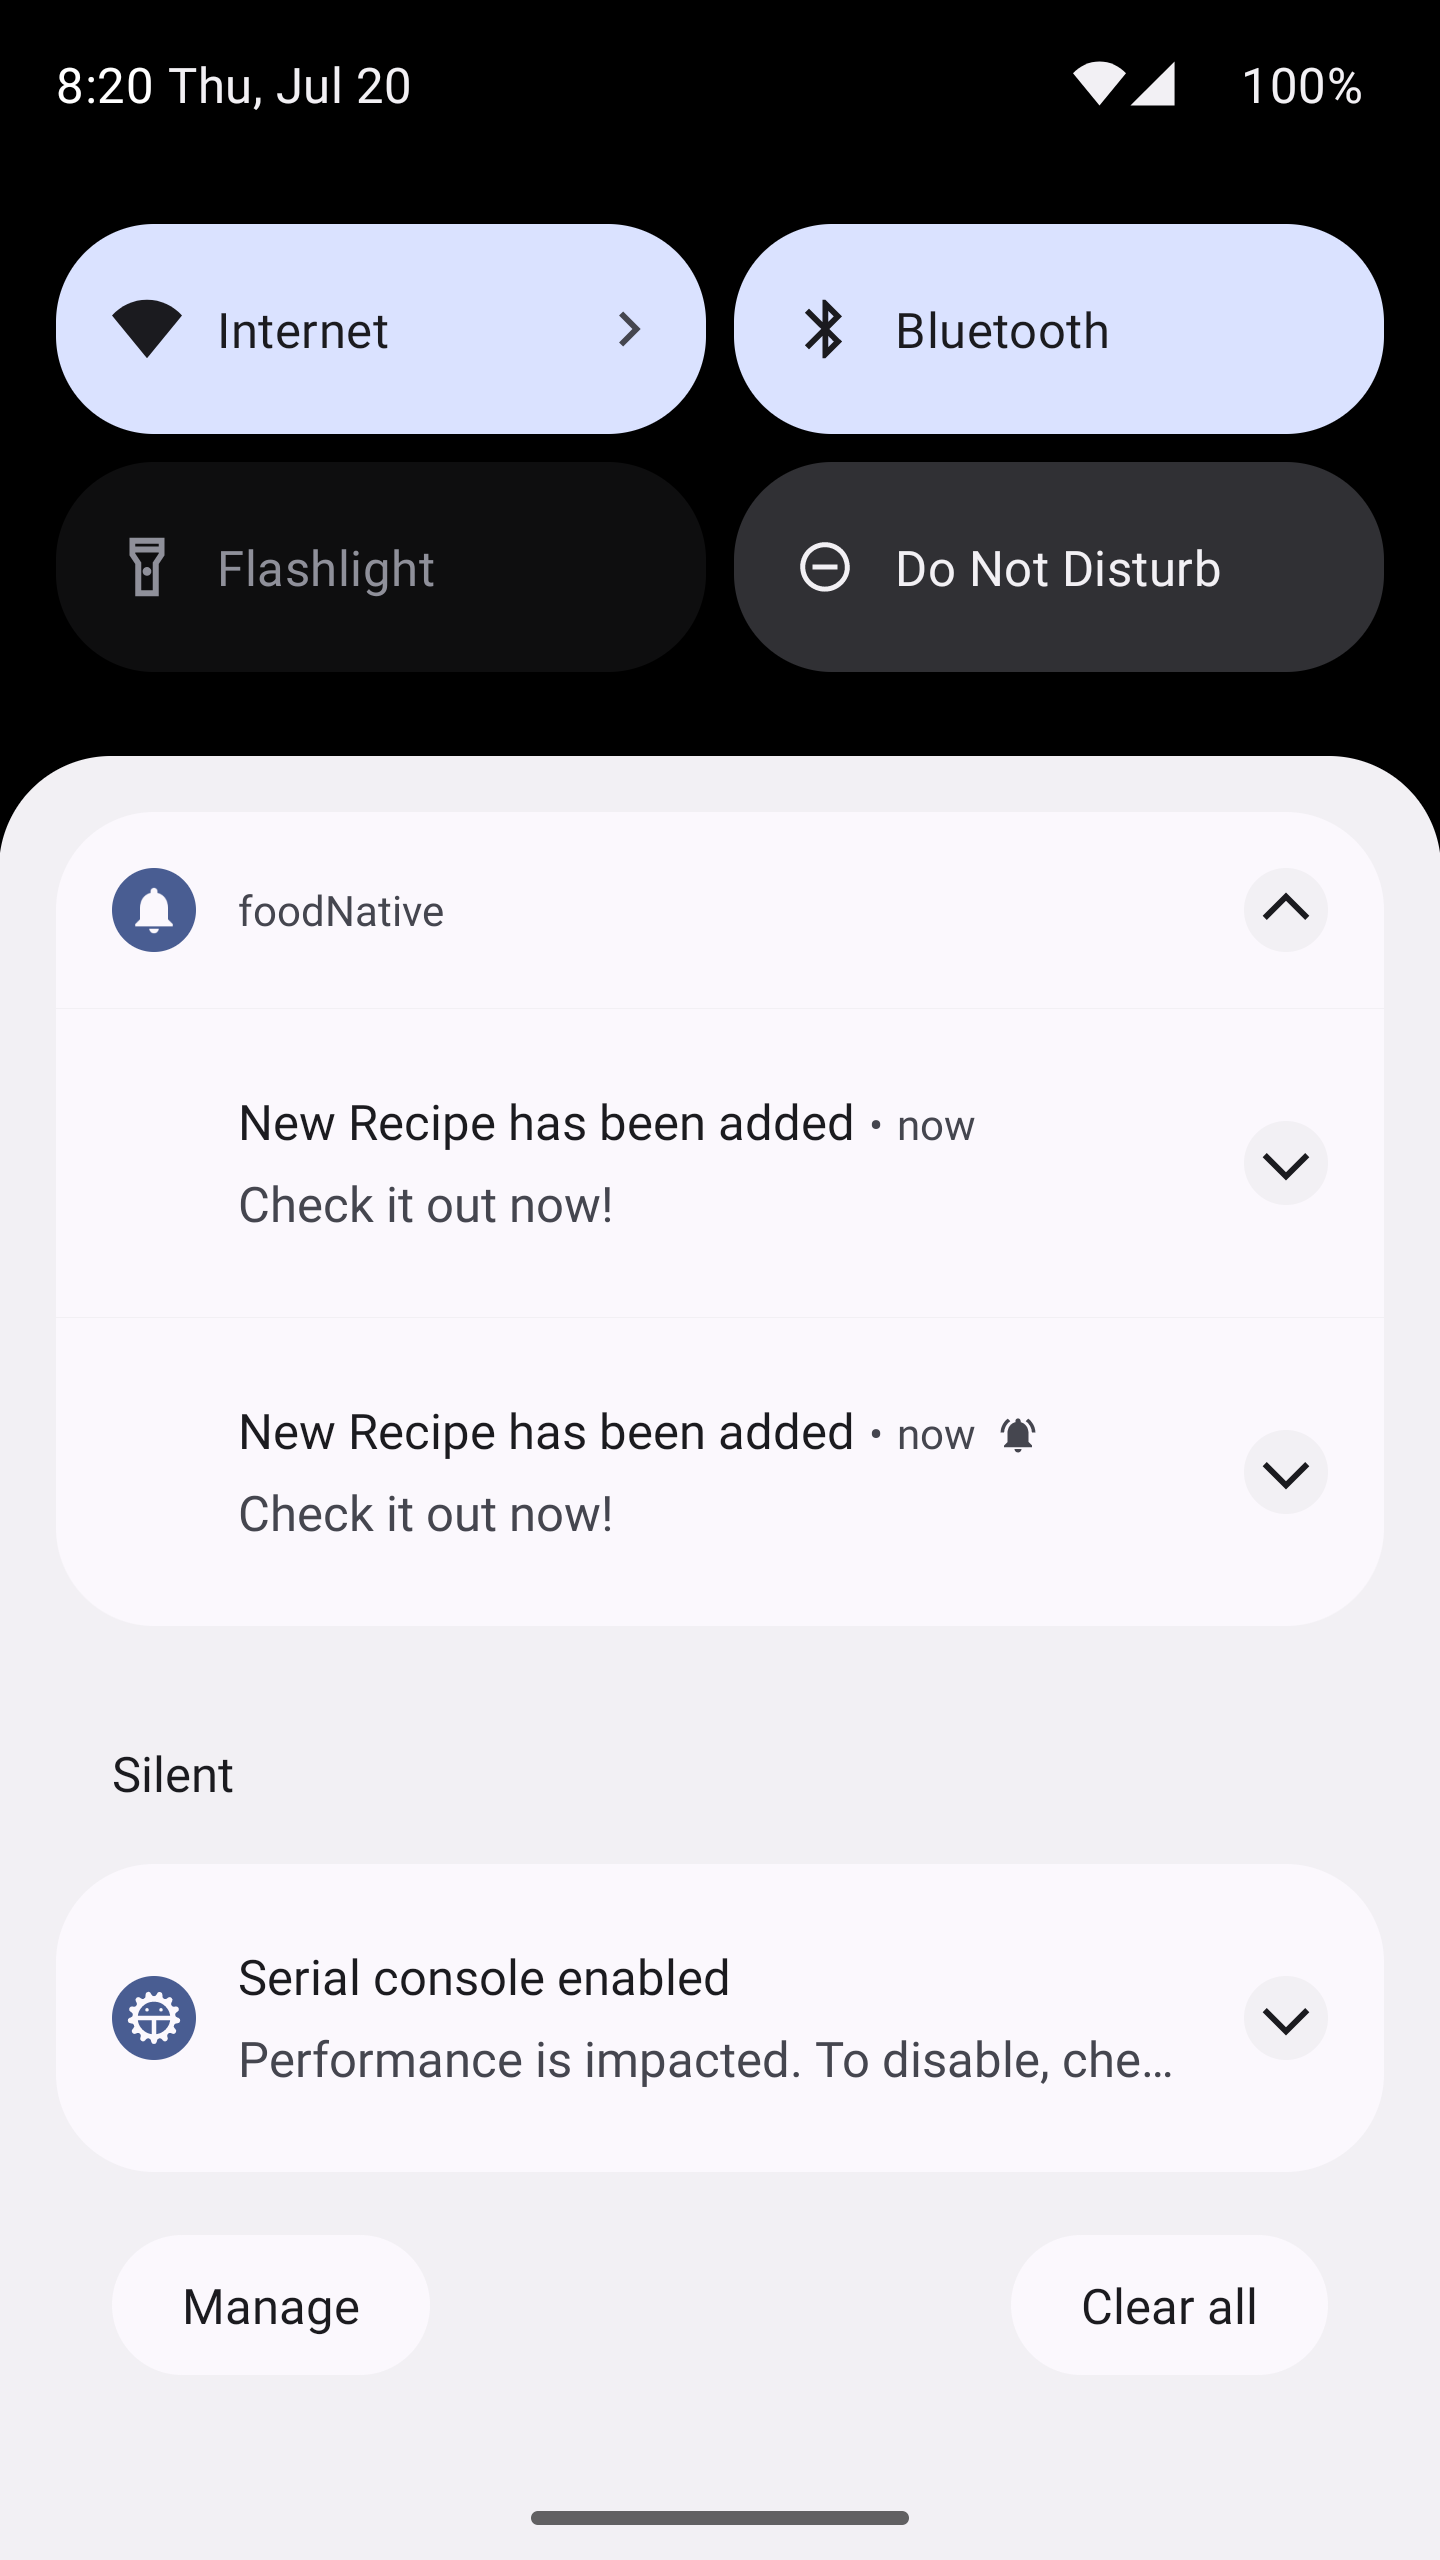 8:20 Thu, Jul 20 100%
Internet
Bluetooth
Flashlight
Do Not Disturb
foodNative
New Recipe has been added • now
Check it out now!
New Recipe has been added • now
Check it out now!
Silent
Serial console enabled
Performance is impacted. To disable, che…
Manage
Clear all